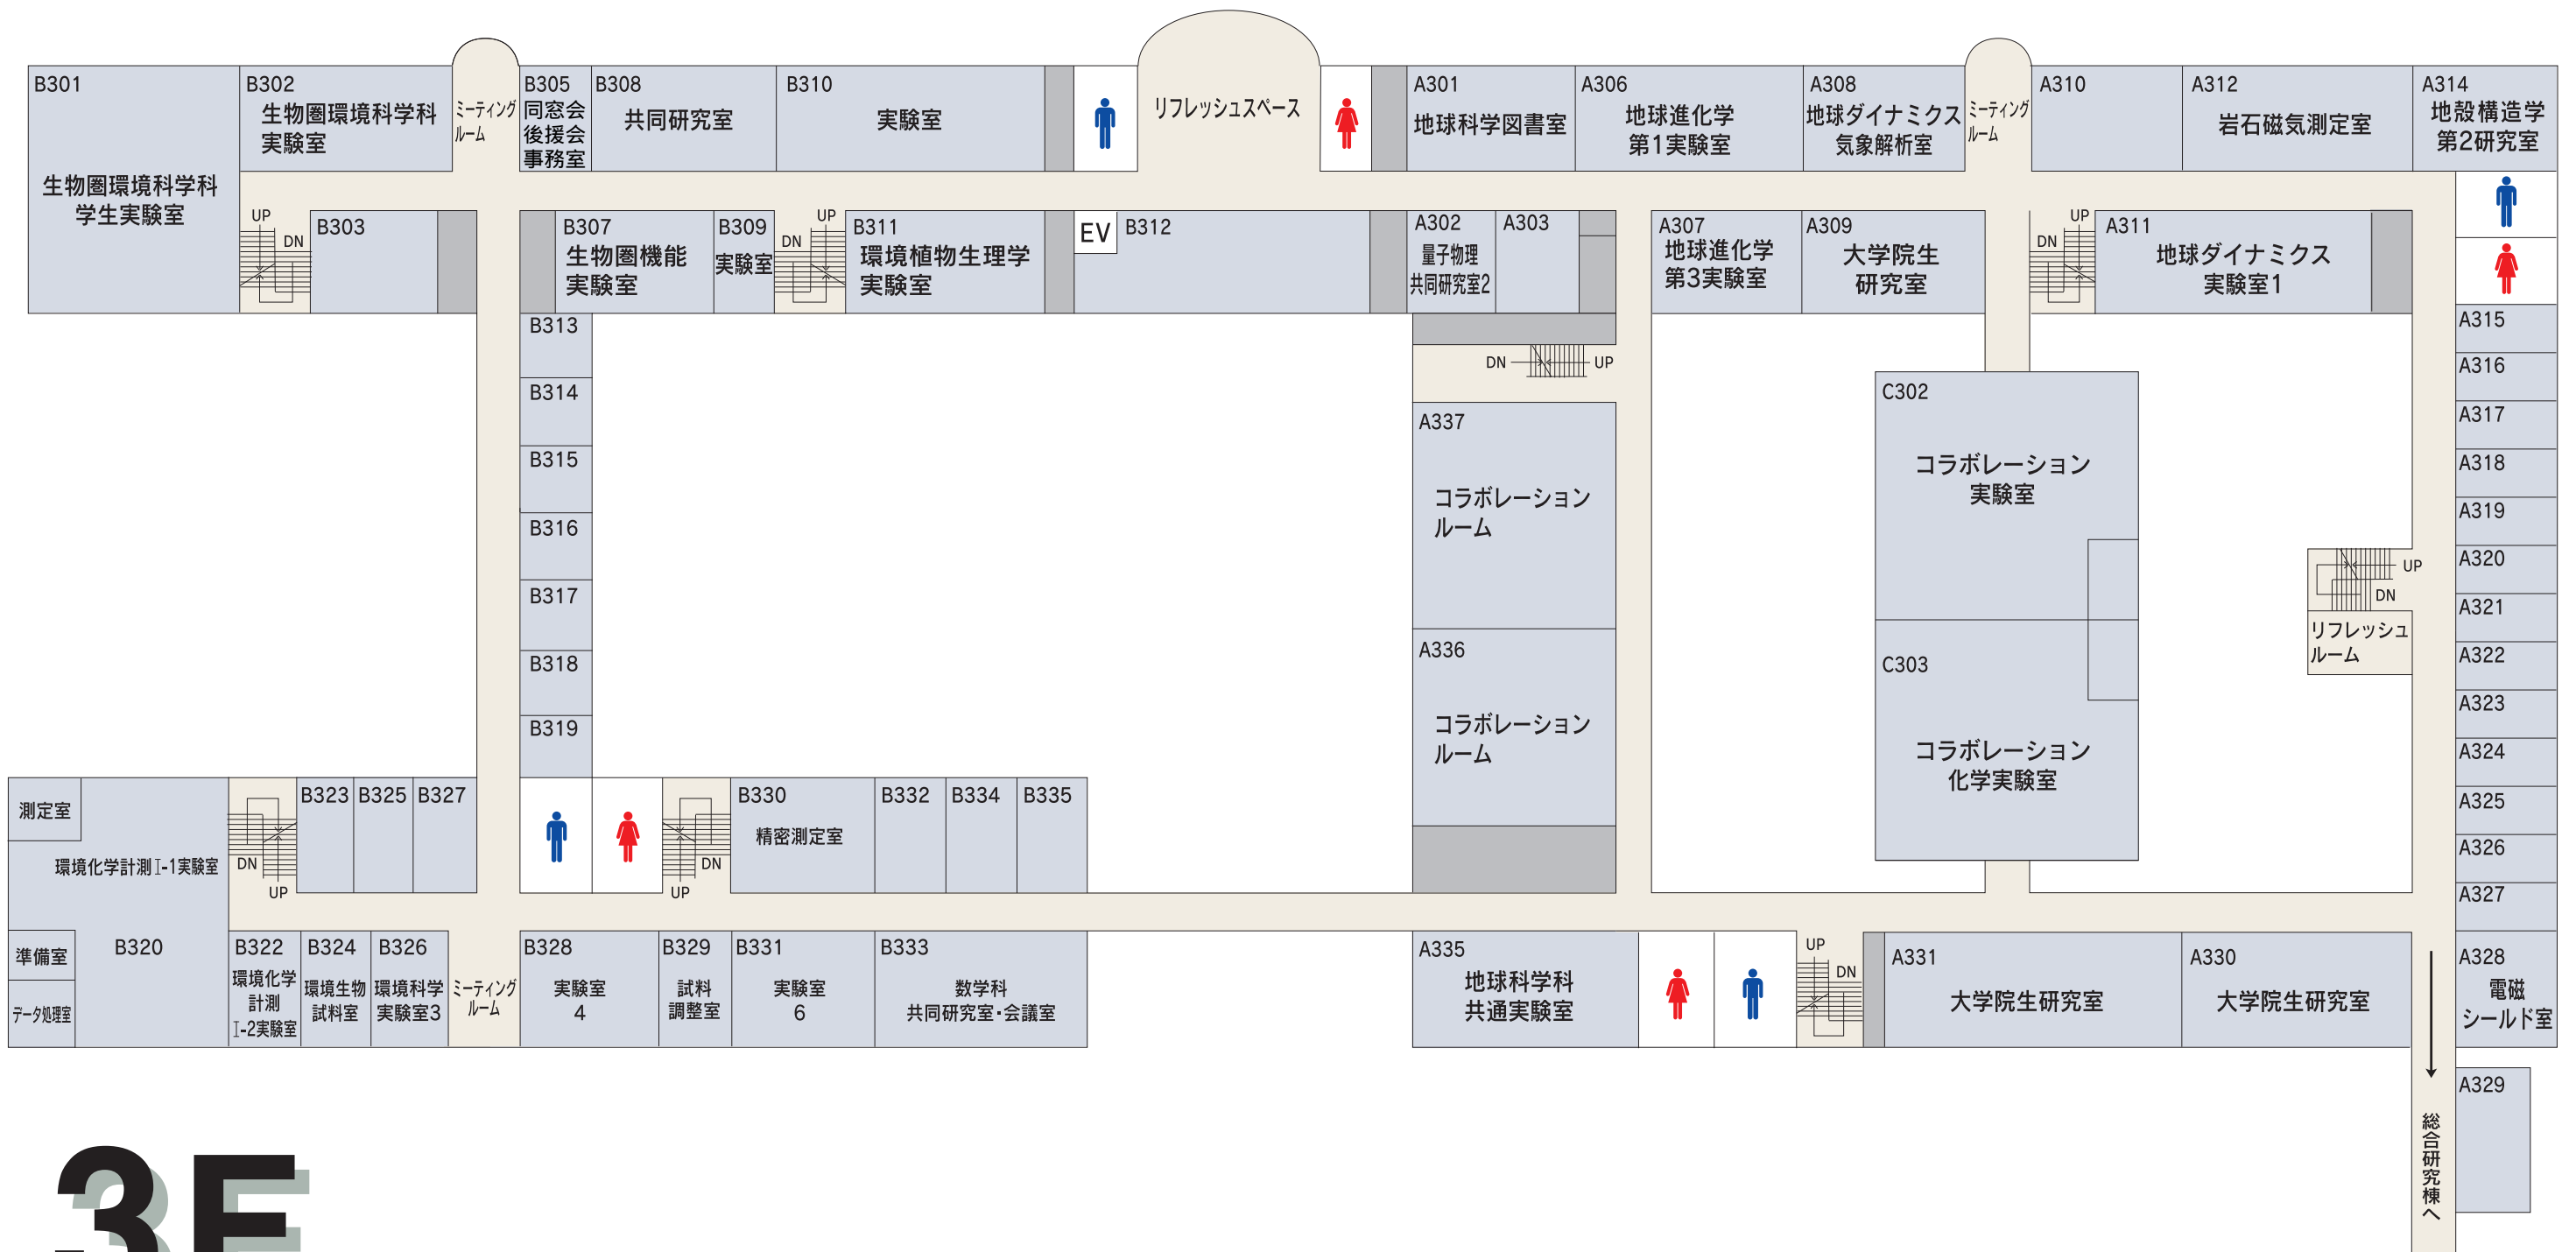 B301
生物圏環境科学科
学生実験室
B302
生物圏環境科学科
実験室
ミーティング
ルーム
B305
同窓会
後援会
事務室
B308
共同研究室
B310
実験室
リフレッシュスペース
A301
地球科学図書室
A306
地球進化学
第1実験室
A308
地球ダイナミクス
気象解析室
ミーティング
ルーム
A310
A312
岩石磁気測定室
A314
地殻構造学
第2研究室
UP
DN
B303
B307
生物圏機能
実験室
B309
実験室
UP
DN
B311
環境植物生理学
実験室
EV
B312
A302
量子物理
共同研究室2
A303
A307
地球進化学
第3実験室
A309
大学院生
研究室
UP
DN
A311
地球ダイナミクス
実験室1
B313
B314
B315
B316
B317
B318
B319
DN
UP
A337
コラボレーション
ルーム
A336
コラボレーション
ルーム
C302
コラボレーション
実験室
C303
コラボレーション
化学実験室
UP
DN
リフレッシュ
ルーム
A315
A316
A317
A318
A319
A320
A321
A322
A323
A324
A325
A326
A327
測定室
環境化学計測Ⅰ-1実験室
B320
準備室
データ処理室
DN
UP
B323
B325
B327
DN
UP
B330
精密測定室
B332
B334
B335
B322
環境化学
計測
Ⅰ-2実験室
B324
環境生物
試料室
B326
環境科学
実験室3
ミーティング
ルーム
B328
実験室
4
B329
試料
調整室
B331
実験室
6
B333
数学科
共同研究室・会議室
A335
地球科学科
共通実験室
UP
DN
A331
大学院生研究室
A330
大学院生研究室
A328
電磁
シールド室
A329
総合研究棟へ
3F